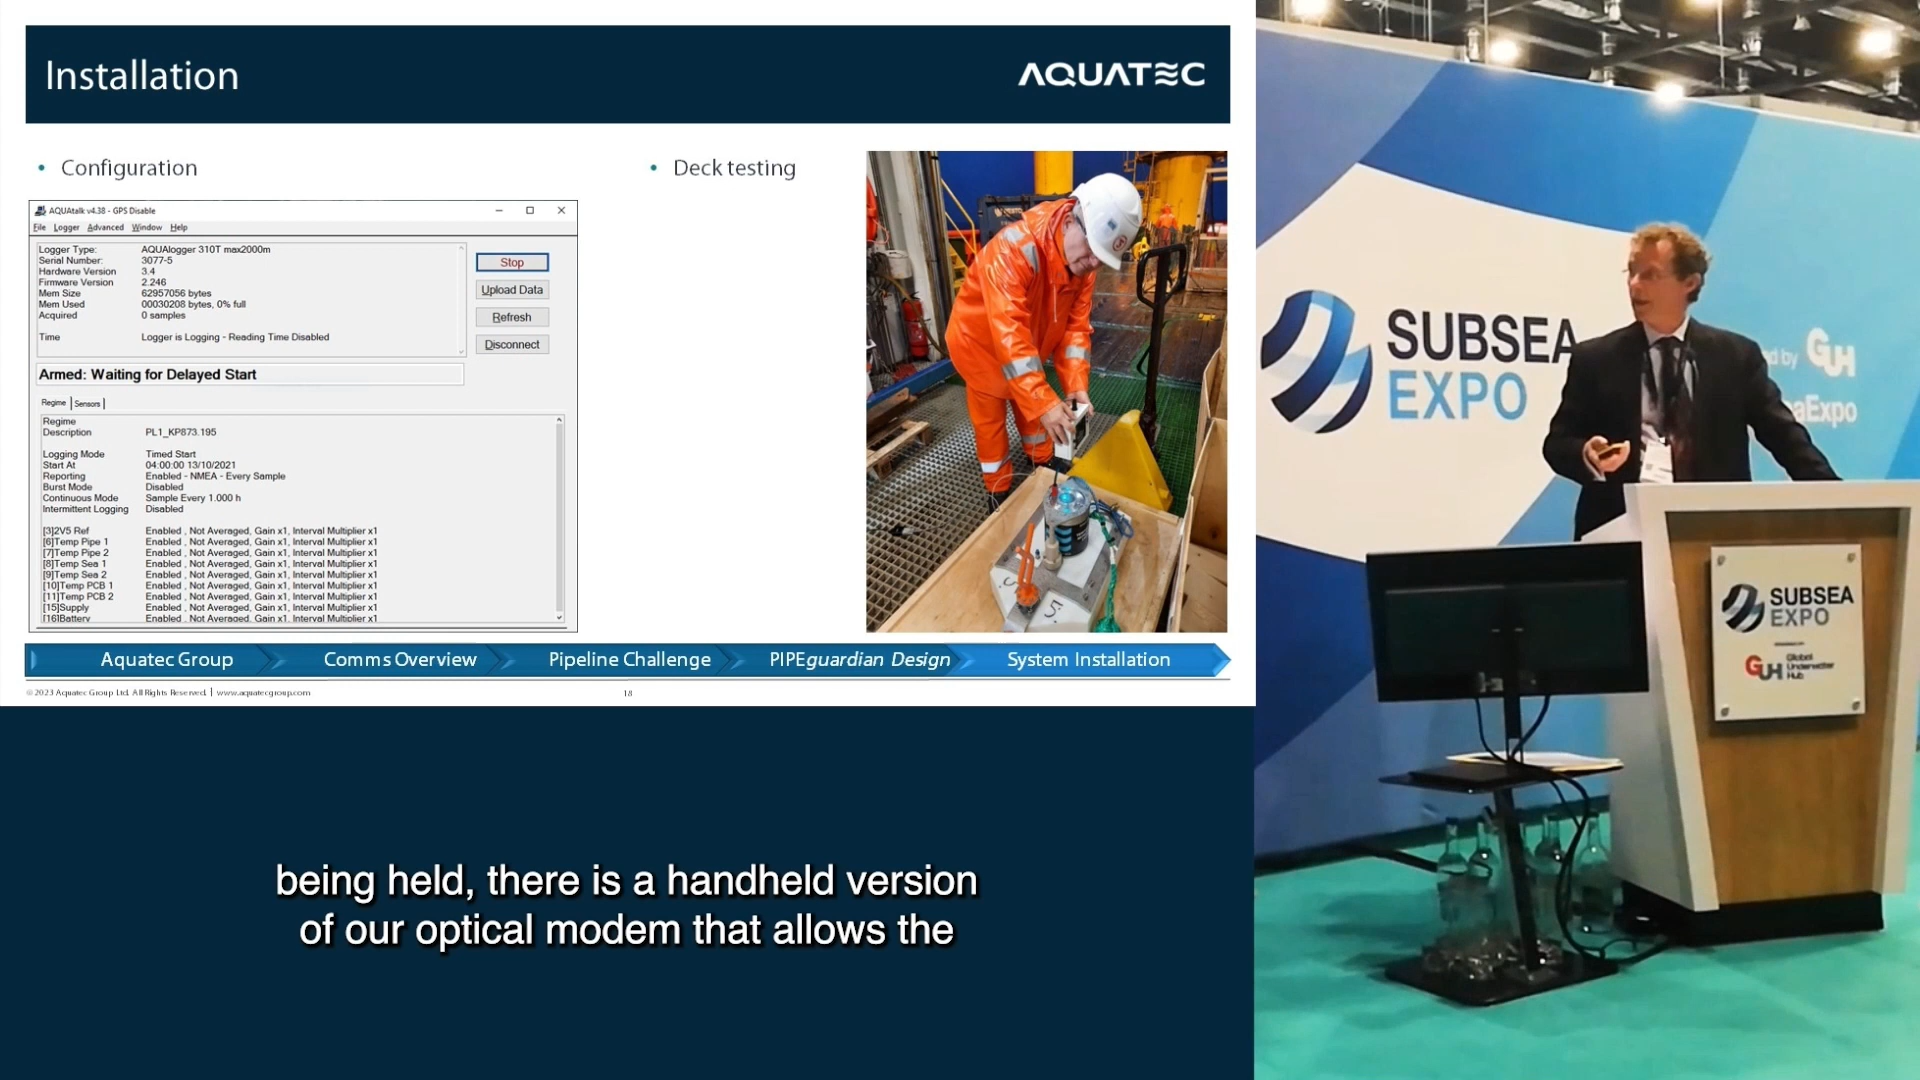 Installation
AQUATEC
• Configuration
• Deck testing
AQUAtalk v4.38 - GPS Disable
File Logger Advanced Window Help
Logger Type: AQUAlogger 310T max2000m
Serial Number: 3077-5
Hardware Version 3.4
Firmware Version 2.246
Mem Size 62957056 bytes
Mem Used 00030208 bytes, 0% full
Acquired 0 samples
Time Logger is Logging - Reading Time Disabled
Stop
Upload Data
Refresh
Disconnect
Armed: Waiting for Delayed Start
Regime Sensors
Regime
Description PL1_KP873.195
Logging Mode Timed Start
Start At 04:00:00 13/10/2021
Reporting Enabled - NMEA - Every Sample
Burst Mode Disabled
Continuous Mode Sample Every 1.000 h
Intermittent Logging Disabled
[3]2V5 Ref Enabled , Not Averaged, Gain x1, Interval Multiplier x1
[6]Temp Pipe 1 Enabled , Not Averaged, Gain x1, Interval Multiplier x1
[7]Temp Pipe 2 Enabled , Not Averaged, Gain x1, Interval Multiplier x1
[8]Temp Sea 1 Enabled , Not Averaged, Gain x1, Interval Multiplier x1
[9]Temp Sea 2 Enabled , Not Averaged, Gain x1, Interval Multiplier x1
[10]Temp PCB 1 Enabled , Not Averaged, Gain x1, Interval Multiplier x1
[11]Temp PCB 2 Enabled , Not Averaged, Gain x1, Interval Multiplier x1
[15]Supply Enabled , Not Averaged, Gain x1, Interval Multiplier x1
[16]Battery Enabled , Not Averaged, Gain x1, Interval Multiplier x1
5
5
Aquatec Group Comms Overview Pipeline Challenge PIPEguardian Design System Installation
© 2023 Aquatec Group Ltd. All Rights Reserved. | www.aquatecgroup.com
18
being held, there is a handheld version
of our optical modem that allows the
SUBSEA
EXPO
by GUH
aExpo
SUBSEA
EXPO
GUH Global
Underwater
Hub